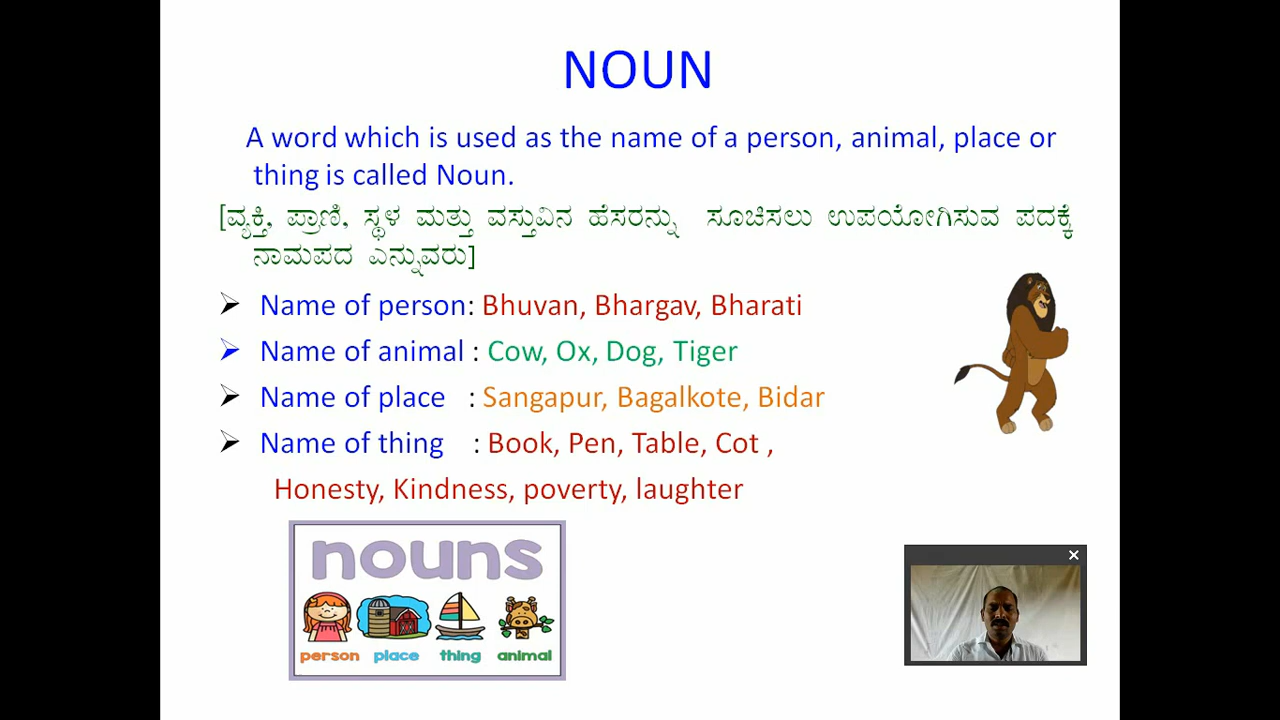 NOUN
A word which is used as the name of a person, animal, place or
thing is called Noun.
[ವ್ಯಕ್ತಿ, ಪ್ರಾಣಿ, ಸ್ಥಳ ಮತ್ತು ವಸ್ತುವಿನ ಹೆಸರನ್ನು ಸೂಚಿಸಲು ಉಪಯೋಗಿಸುವ ಪದಕ್ಕೆ
ನಾಮಪದ ಎನ್ನುವರು]
Name of person: Bhuvan, Bhargav, Bharati
Name of animal : Cow, Ox, Dog, Tiger
Name of place : Sangapur, Bagalkote, Bidar
Name of thing : Book, Pen, Table, Cot ,
Honesty, Kindness, poverty, laughter
nouns
person place thing animal